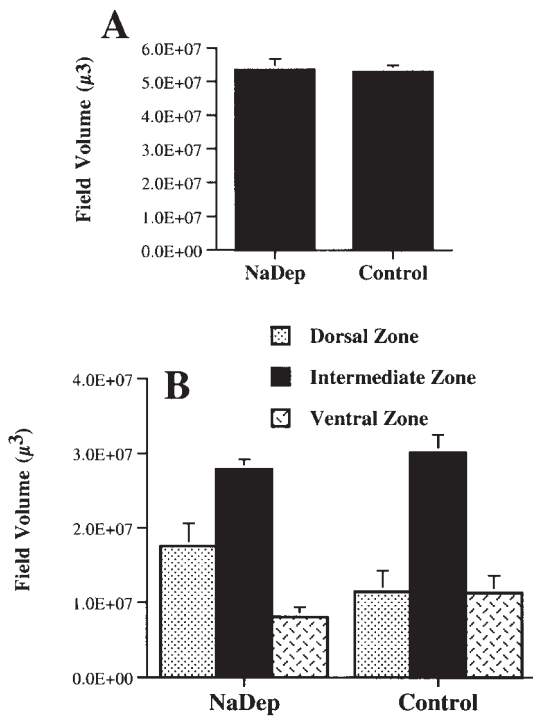 A
6.0E+07
5.0E+07
4.0E+07
3.0E+07
2.0E+07
1.0E+07
0.0E+00
Field Volume (μ3)
NaDep Control
Dorsal Zone
Intermediate Zone
Ventral Zone
B
4.0E+07
3.0E+07
2.0E+07
1.0E+07
0.0E+00
Field Volume (μ3)
NaDep Control